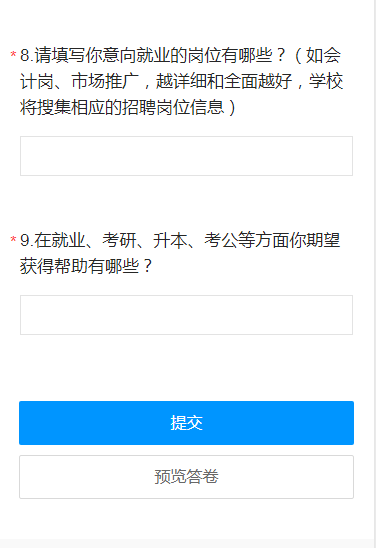 * 8.请填写你意向就业的岗位有哪些？（如会
计岗、市场推广，越详细和全面越好，学校
将搜集相应的招聘岗位信息）
* 9.在就业、考研、升本、考公等方面你期望
获得帮助有哪些？
提交
预览答卷